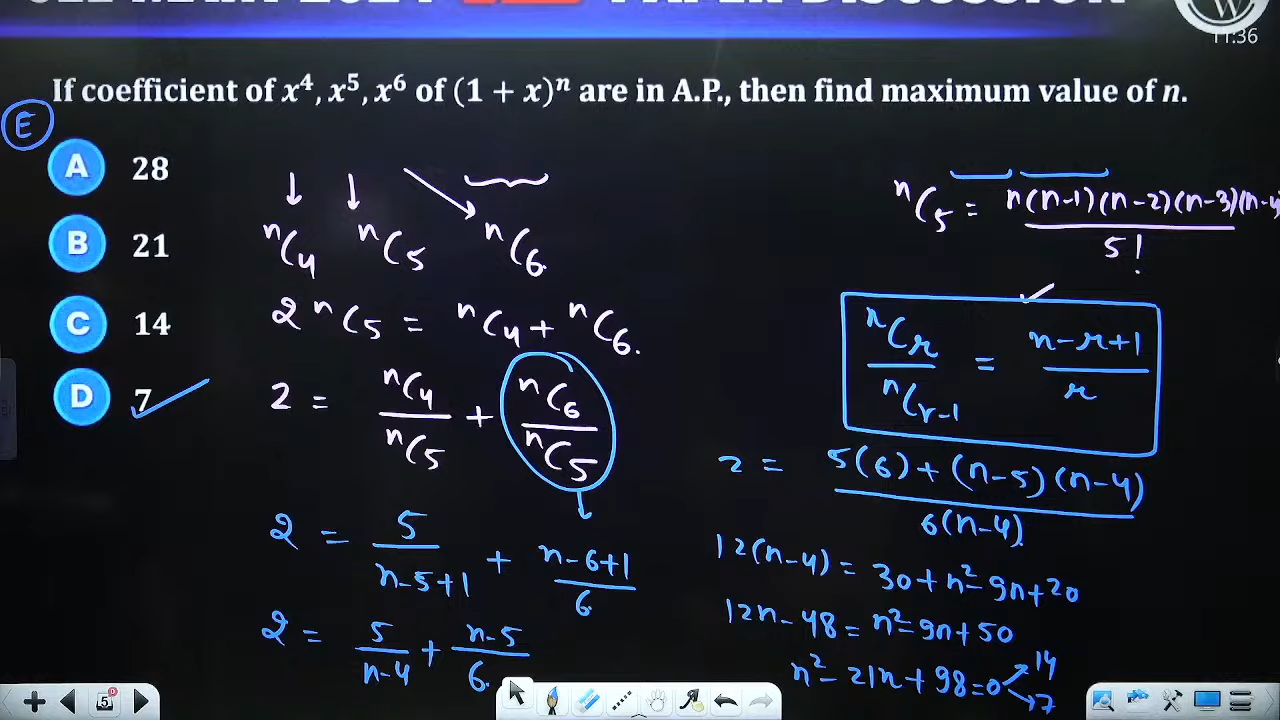 PAPER DISCUSSION
W
11:36
If coefficient of x⁴, x⁵, x⁶ of (1 + x)ⁿ are in A.P., then find maximum value of n.
E
A 28
B 21
C 14
D 7
ⁿC₄ ⁿC₅ ⁿC₆
2 ⁿC₅ = ⁿC₄ + ⁿC₆.
2 = ⁿC₄/ⁿC₅ + ⁿC₆/ⁿC₅
2 = 5/(n-5+1) + (n-6+1)/6
2 = 5/(n-4) + (n-5)/6.
ⁿC₅ = n(n-1)(n-2)(n-3)(n-4/5!
ⁿCᵣ/ⁿCᵣ₋₁ = (n-r+1)/r
2 = (5(6) + (n-5)(n-4))/(6(n-4).)
12(n-4) = 30+n²-9n+20
12n-48 = n²-9n+50
n²-21n+98=0 14
7
5